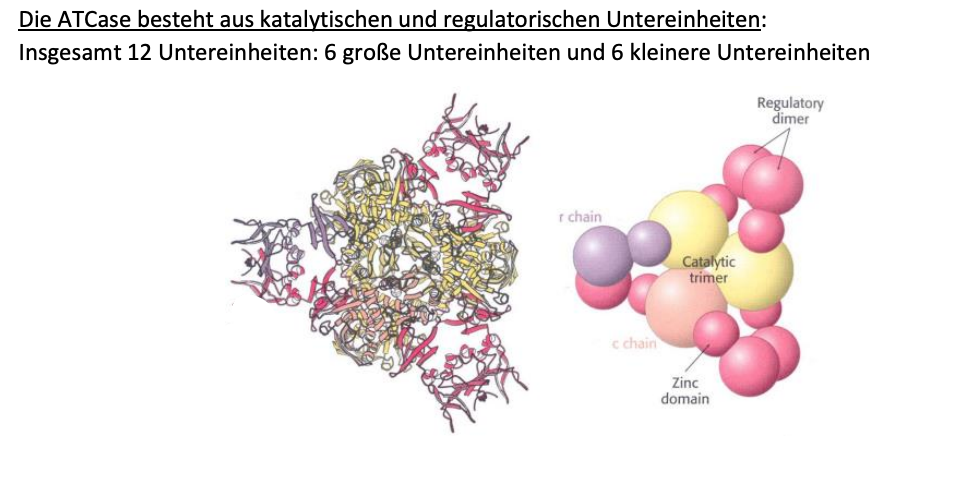 Die ATCase besteht aus katalytischen und regulatorischen Untereinheiten:
Insgesamt 12 Untereinheiten: 6 große Untereinheiten und 6 kleinere Untereinheiten
Regulatory
dimer
r chain
Catalytic
trimer
c chain
Zinc
domain